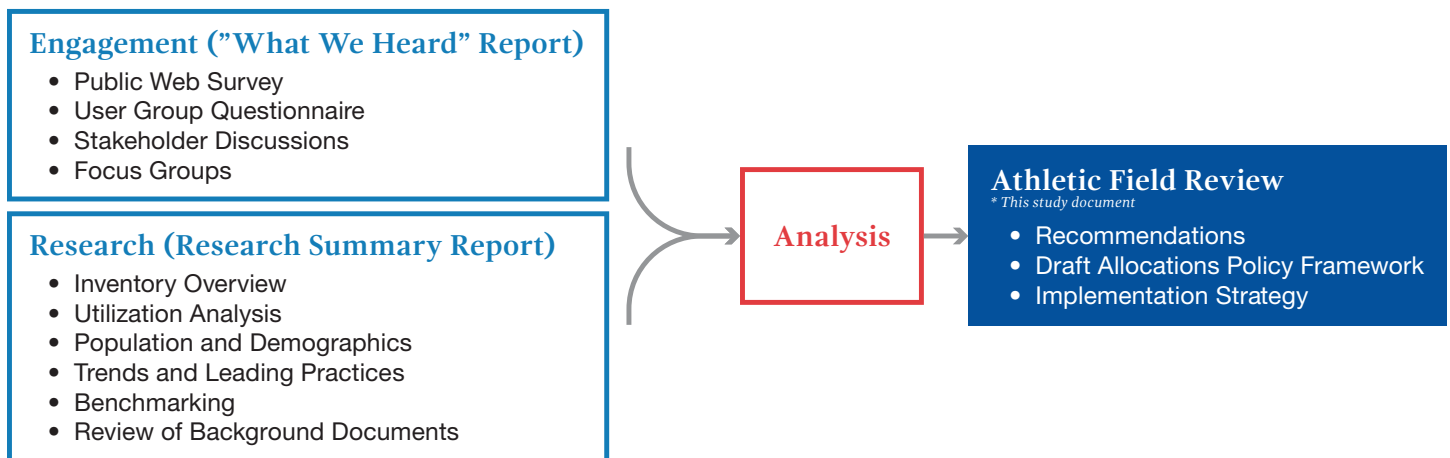 Engagement (”What We Heard” Report)
• Public Web Survey
• User Group Questionnaire
• Stakeholder Discussions
• Focus Groups
Research (Research Summary Report)
• Inventory Overview
• Utilization Analysis
• Population and Demographics
• Trends and Leading Practices
• Benchmarking
• Review of Background Documents
Analysis
Athletic Field Review
* This study document
• Recommendations
• Draft Allocations Policy Framework
• Implementation Strategy